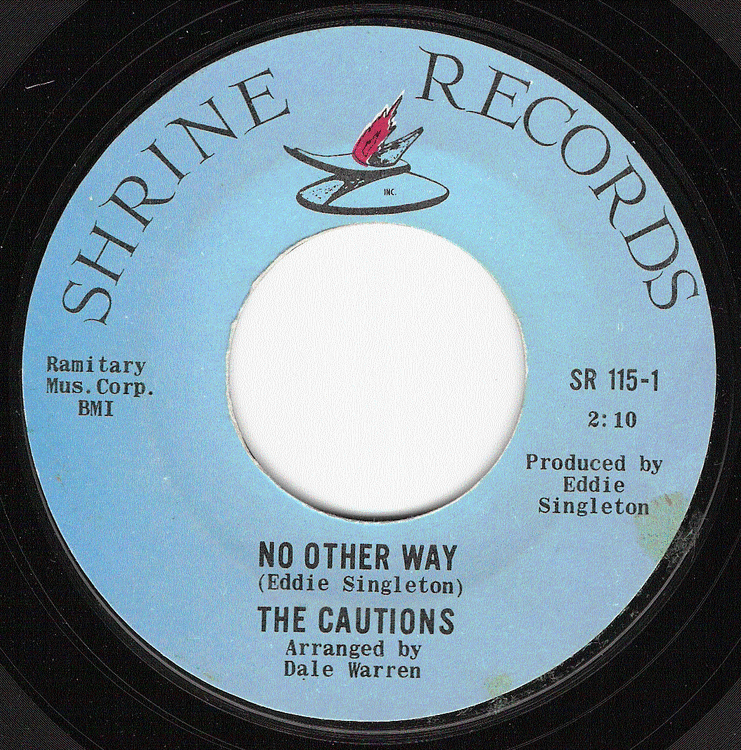 SHRINE RECORDS
INC.
Ramitary
Mus. Corp.
BMI
SR 115-1
2:10
Produced by
Eddie
Singleton
NO OTHER WAY
(Eddie Singleton)
THE CAUTIONS
Arranged by
Dale Warren